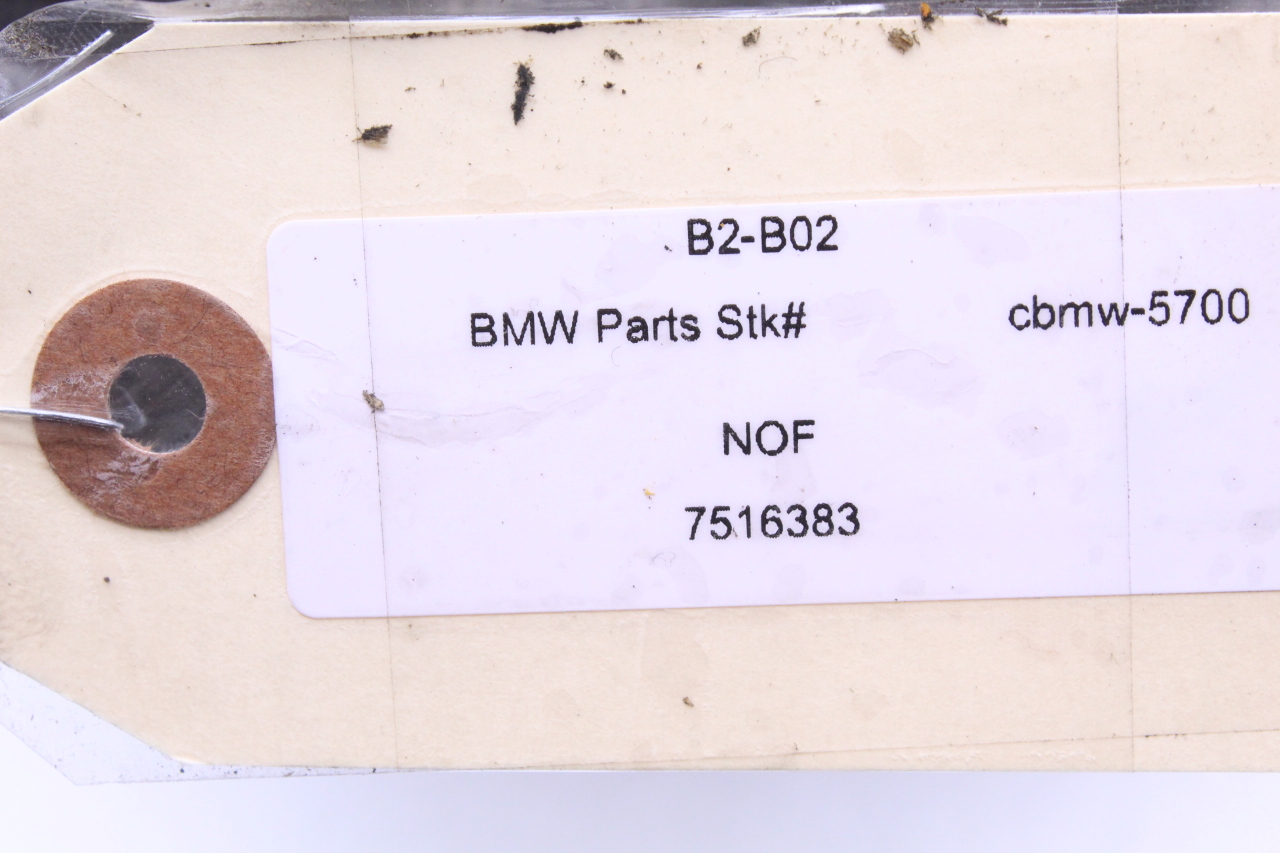 B2-B02
BMW Parts Stk# cbmw-5700
NOF
7516383